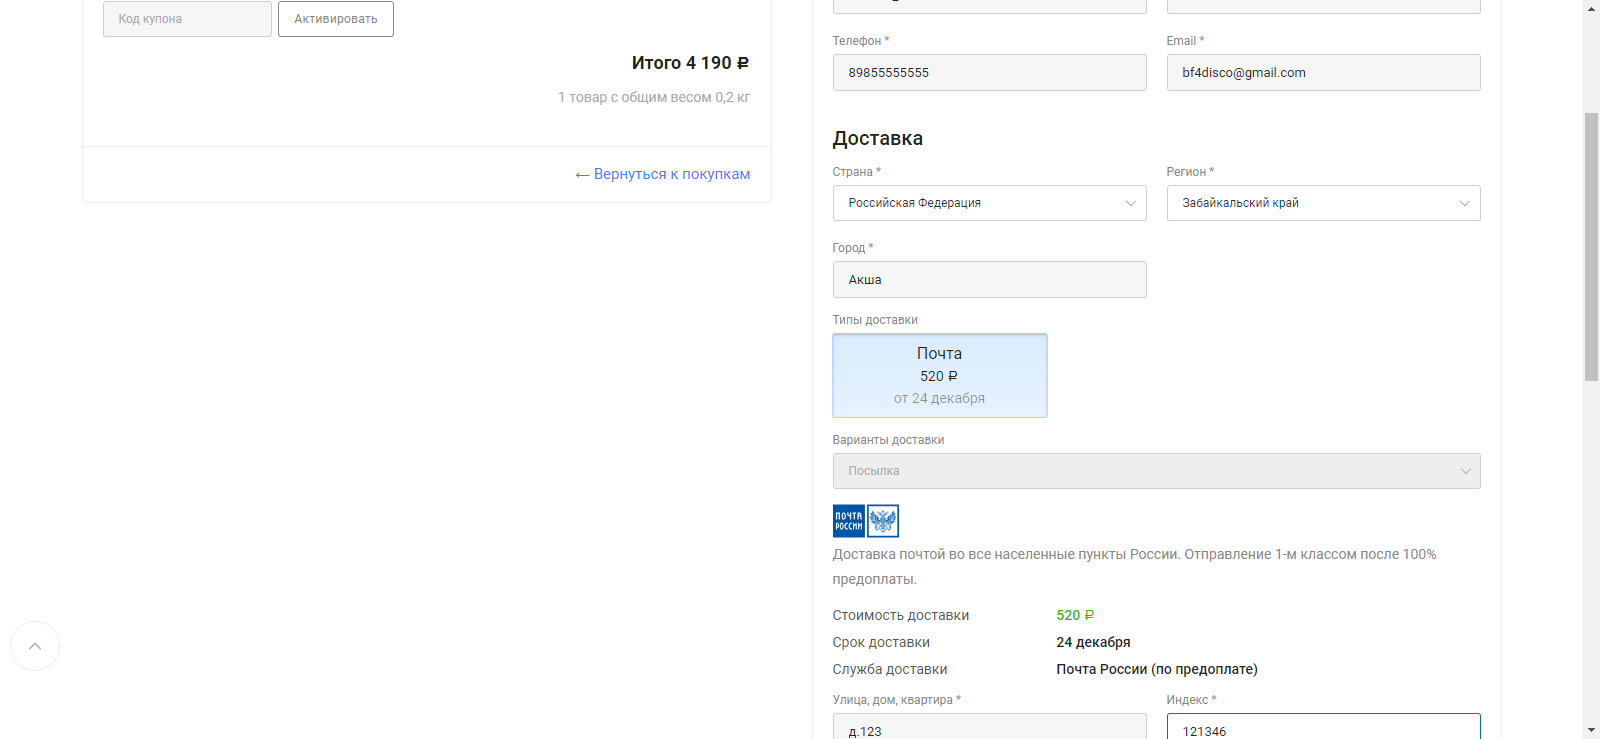 Код купона
Активировать
Итого 4 190 ₽
1 товар с общим весом 0,2 кг
← Вернуться к покупкам
Телефон *
Email *
89855555555
bf4disco@gmail.com
Доставка
Страна *
Регион *
Российская Федерация
Забайкальский край
Город *
Акша
Типы доставки
Почта
520 ₽
от 24 декабря
Варианты доставки
Посылка
ПОЧТА
РОССИИ
Доставка почтой во все населенные пункты России. Отправление 1-м классом после 100%
предоплаты.
Стоимость доставки 520 ₽
Срок доставки 24 декабря
Служба доставки Почта России (по предоплате)
Улица, дом, квартира *
Индекс *
д.123
121346